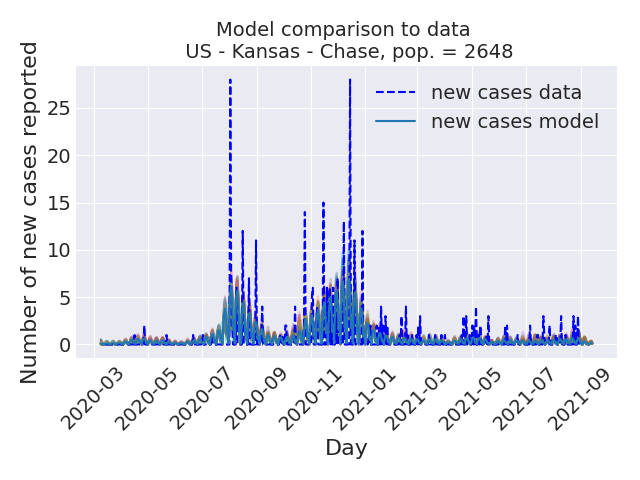 Model comparison to data
US - Kansas - Chase, pop. = 2648
Number of new cases reported
25
20
15
10
5
0
new cases data
new cases model
2020-03
2020-05
2020-07
2020-09
2020-11
2021-01
2021-03
2021-05
2021-07
2021-09
Day